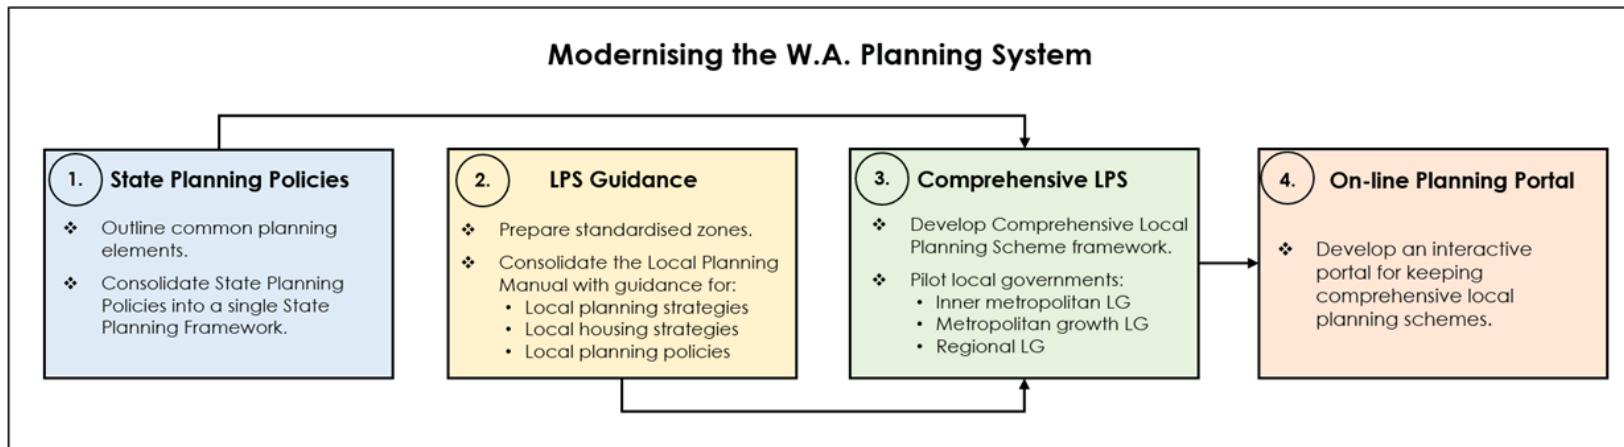 Modernising the W.A. Planning System
1. State Planning Policies
❖ Outline common planning
elements.
❖ Consolidate State Planning
Policies into a single State
Planning Framework.
2. LPS Guidance
❖ Prepare standardised zones.
❖ Consolidate the Local Planning
Manual with guidance for:
• Local planning strategies
• Local housing strategies
• Local planning policies
3. Comprehensive LPS
❖ Develop Comprehensive Local
Planning Scheme framework.
❖ Pilot local governments:
• Inner metropolitan LG
• Metropolitan growth LG
• Regional LG
4. On-line Planning Portal
❖ Develop an interactive
portal for keeping
comprehensive local
planning schemes.